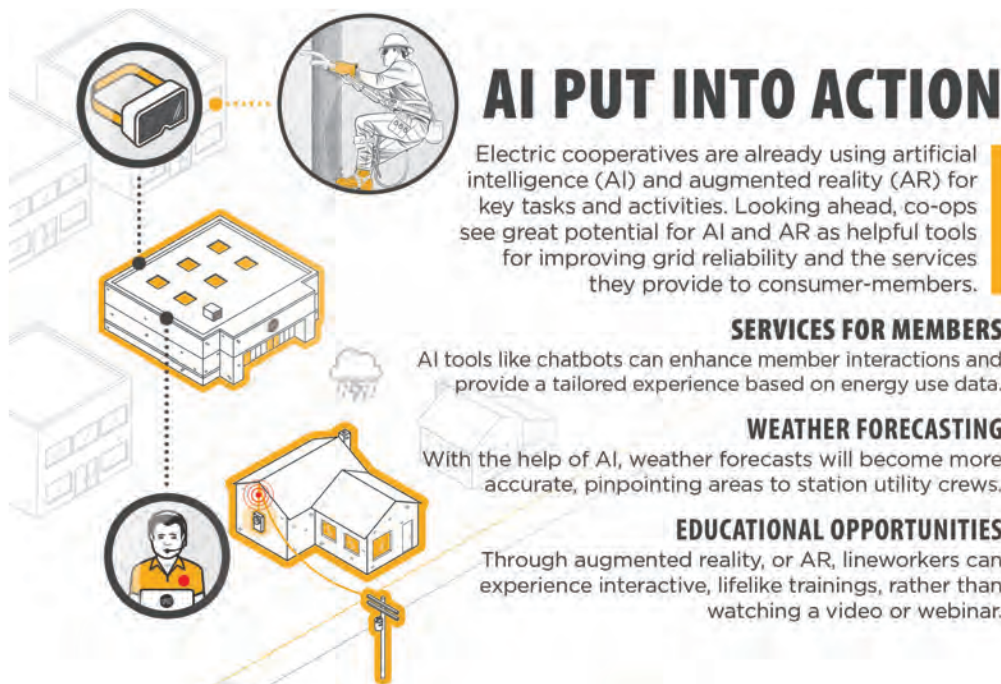 AI PUT INTO ACTION
Electric cooperatives are already using artificial
intelligence (AI) and augmented reality (AR) for
key tasks and activities. Looking ahead, co-ops
see great potential for AI and AR as helpful tools
for improving grid reliability and the services
they provide to consumer-members.
SERVICES FOR MEMBERS
AI tools like chatbots can enhance member interactions and
provide a tailored experience based on energy use data.
WEATHER FORECASTING
With the help of AI, weather forecasts will become more
accurate, pinpointing areas to station utility crews.
EDUCATIONAL OPPORTUNITIES
Through augmented reality, or AR, lineworkers can
experience interactive, lifelike trainings, rather than
watching a video or webinar.